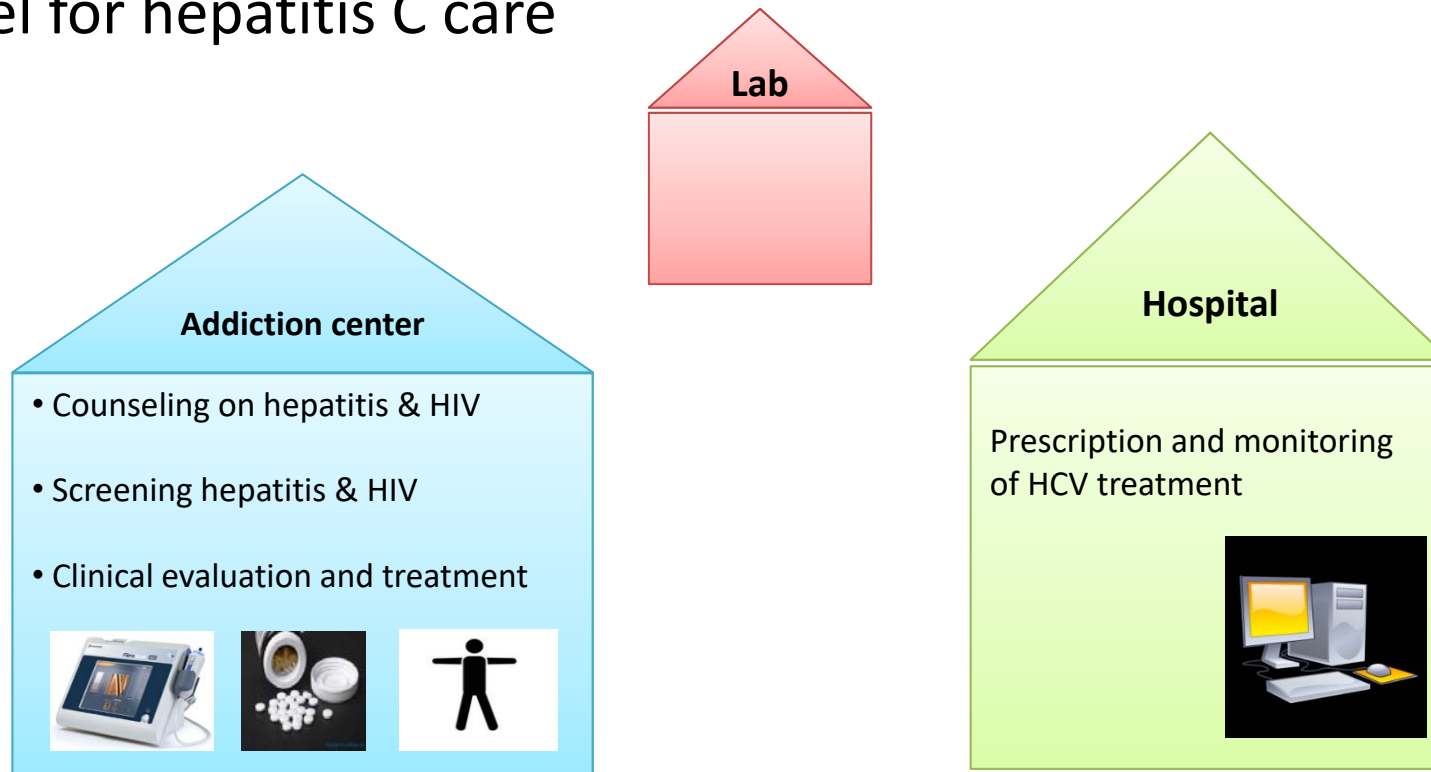 el for hepatitis C care
Lab
Addiction center
Hospital
• Counseling on hepatitis & HIV
• Screening hepatitis & HIV
• Clinical evaluation and treatment
Prescription and monitoring
of HCV treatment